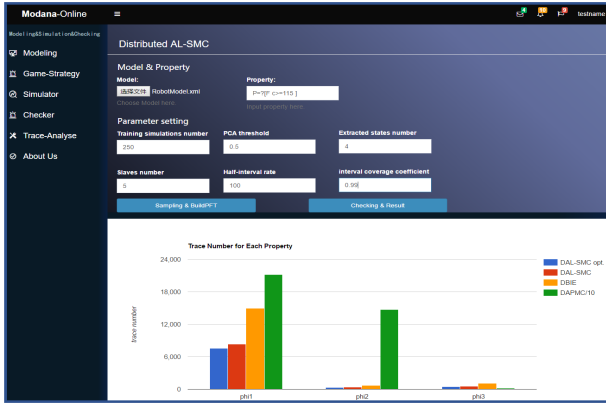 Modana-Online
4
10
9
testname
Modeling&Simulation&Checking
Modeling
Game-Strategy
Simulator
Checker
Trace-Analyse
About Us
Distributed AL-SMC
Model & Property
Model:
Property:
选择文件 RobotModel.xml
P=?[F c>=115 ]
Choose Model here
Input property here
Parameter setting
Training simulations number
PCA threshold
Extracted states number
250
0.5
4
Slaves number
Half-interval rate
interval coverage coefficient
5
100
0.99
Sampling & BuildPFT
Checking & Result
Trace Number for Each Property
24,000
18,000
12,000
6,000
0
trace number
phi1
phi2
phi3
DAL-SMC opt.
DAL-SMC
DBIE
DAPMC/10